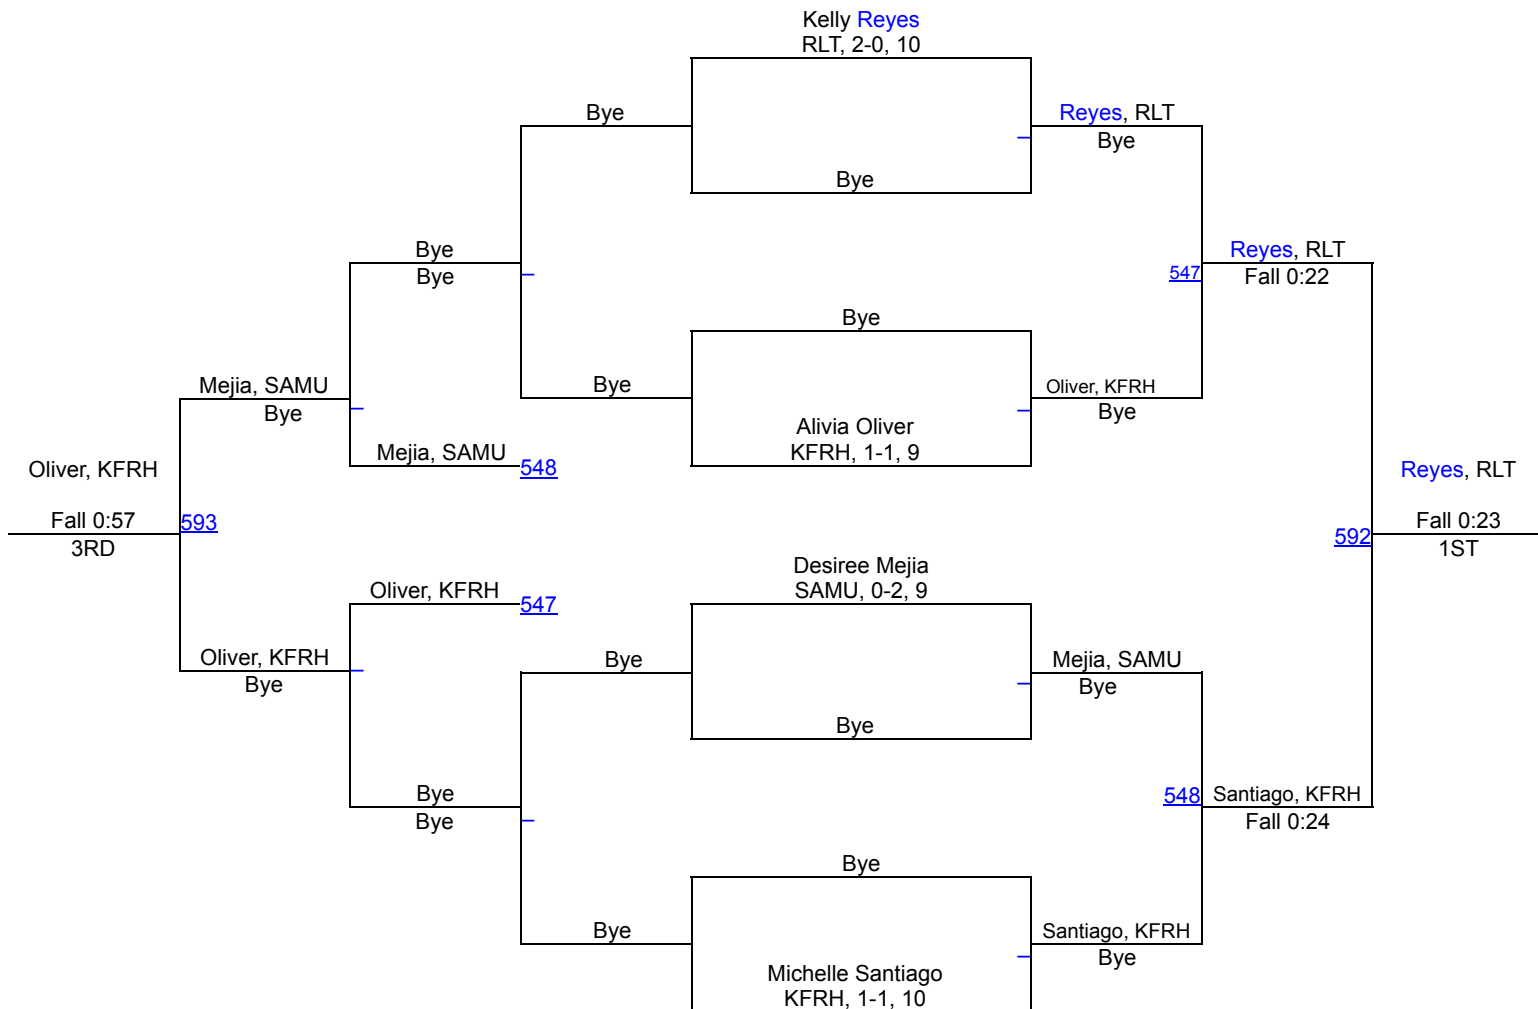 Kelly Reyes
RLT, 2-0, 10
Bye
Reyes, RLT
Bye
Bye
Bye
Bye
Reyes, RLT
547
Fall 0:22
Bye
Mejia, SAMU
Bye
Bye
Oliver, KFRH
Bye
Alivia Oliver
KFRH, 1-1, 9
Mejia, SAMU
548
Oliver, KFRH
Reyes, RLT
Fall 0:57
593
3RD
592
Fall 0:23
1ST
Desiree Mejia
SAMU, 0-2, 9
Oliver, KFRH
547
Oliver, KFRH
Bye
Bye
Mejia, SAMU
Bye
Bye
Bye
Bye
548
Santiago, KFRH
Fall 0:24
Bye
Bye
Santiago, KFRH
Bye
Michelle Santiago
KFRH, 1-1, 10